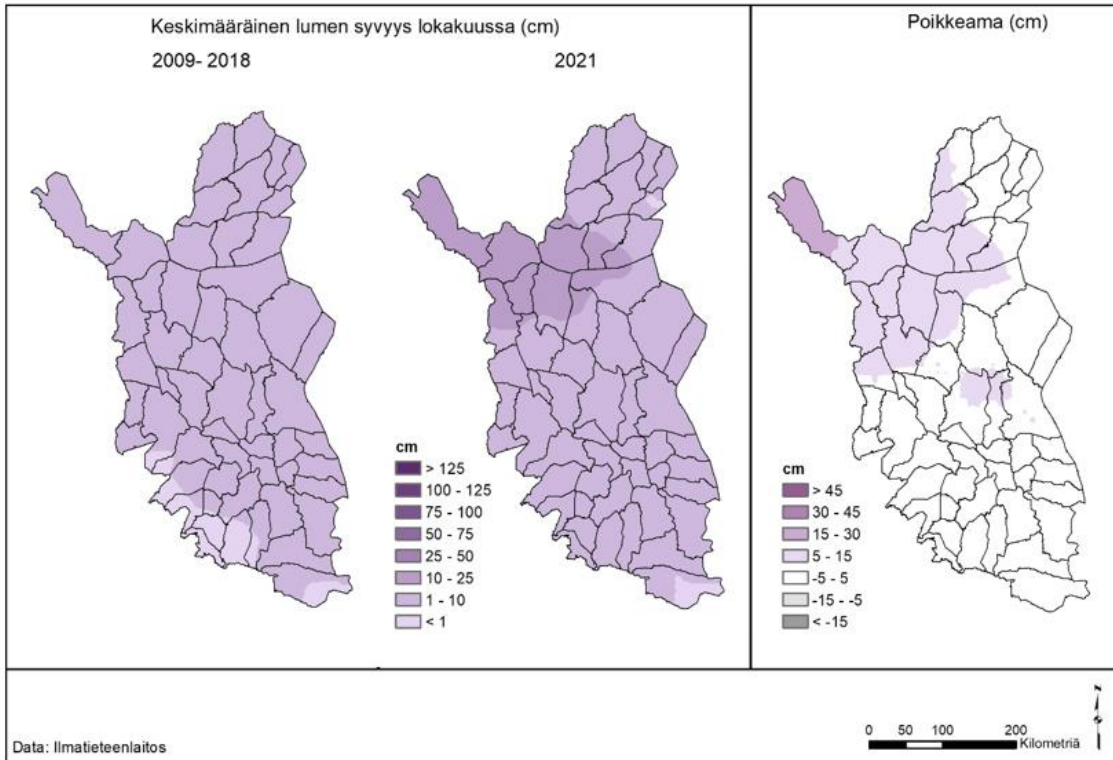 Keskimääräinen lumen syvyys lokakuussa (cm)
2009- 2018
2021
cm
> 125
100 - 125
75 - 100
50 - 75
25 - 50
10 - 25
1 - 10
< 1
Poikkeama (cm)
cm
> 45
30 - 45
15 - 30
5 - 15
-5 - 5
-15 - -5
< -15
Data: Ilmatieteenlaitos
0 50 100 200
Kilometriä